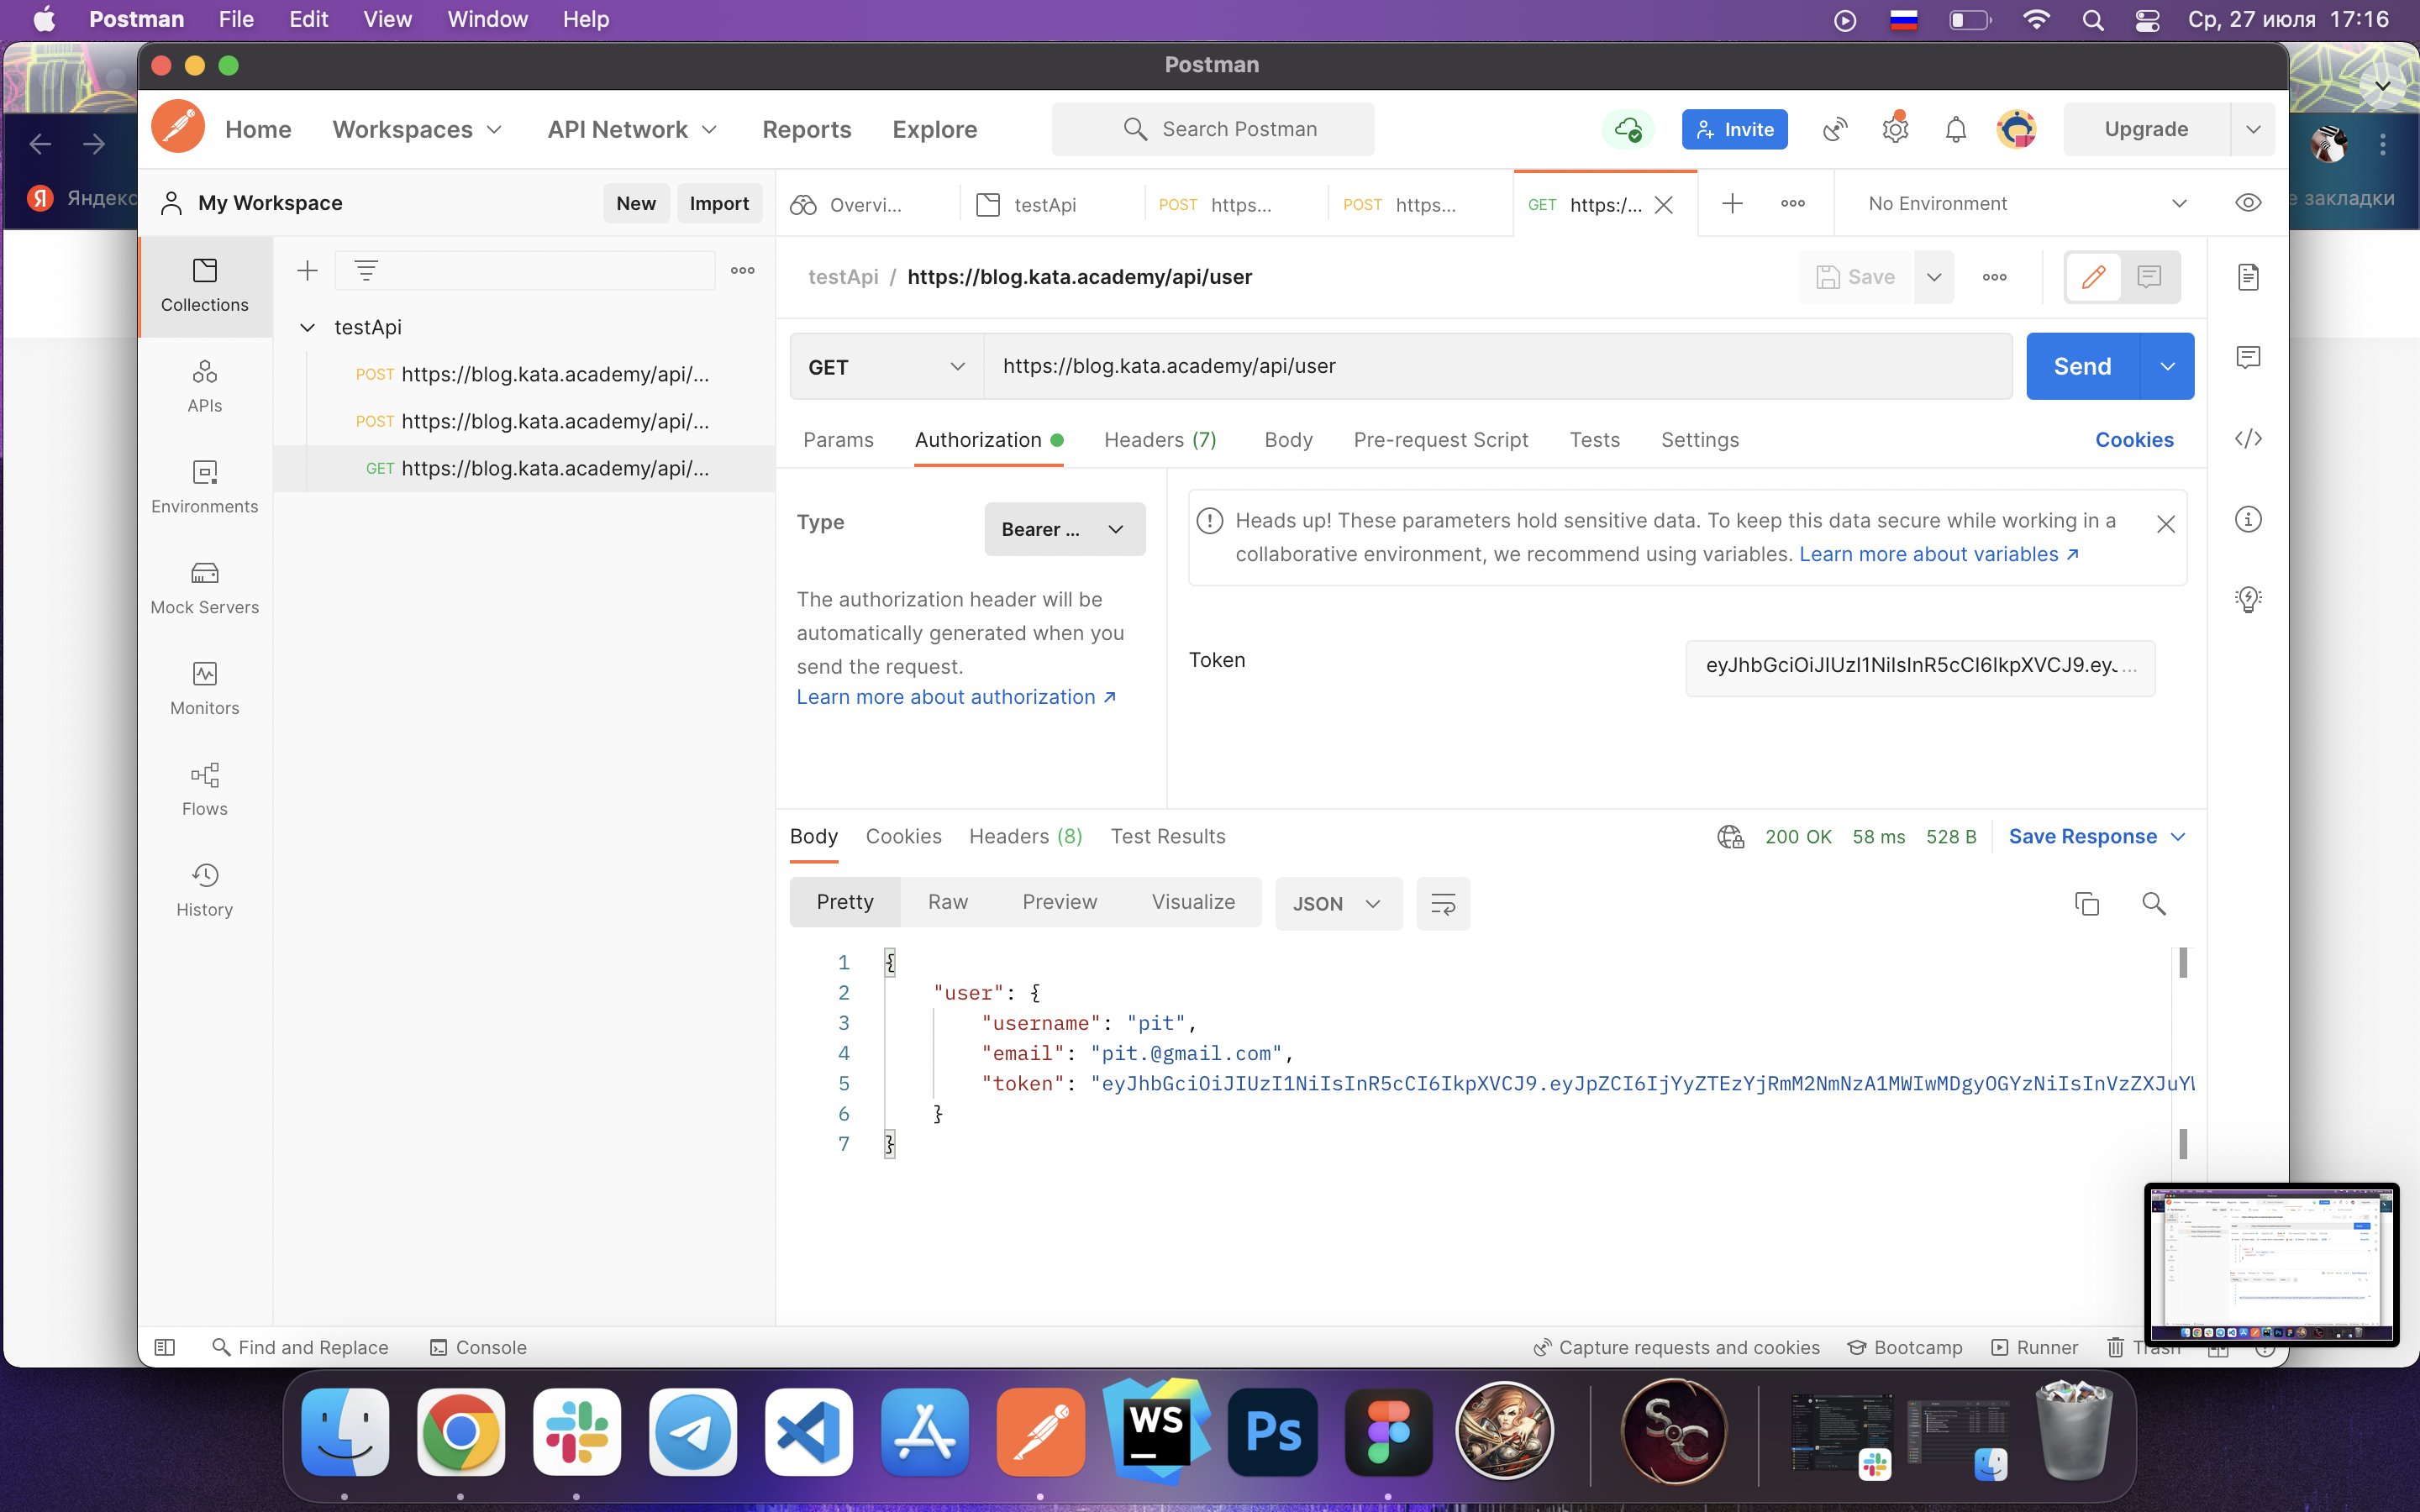 Postman File Edit View Window Help Ср, 27 июля 17:16
Postman
Яндекс
е закладки
Home Workspaces API Network Reports Explore Search Postman Invite Upgrade
My Workspace New Import Overvi... testApi POST https... POST https... GET https:/... No Environment
Collections
APIs
Environments
Mock Servers
Monitors
Flows
History
testApi
POST https://blog.kata.academy/api/...
POST https://blog.kata.academy/api/...
GET https://blog.kata.academy/api/...
testApi / https://blog.kata.academy/api/user Save
GET https://blog.kata.academy/api/user Send
Params Authorization Headers (7) Body Pre-request Script Tests Settings Cookies
Type Bearer ...
The authorization header will be
automatically generated when you
send the request.
Learn more about authorization ↗
Heads up! These parameters hold sensitive data. To keep this data secure while working in a
collaborative environment, we recommend using variables. Learn more about variables ↗
Token eyJhbGciOiJIUzI1NiIsInR5cCI6IkpXVCJ9.eyJ...
Body Cookies Headers (8) Test Results 200 OK 58 ms 528 B Save Response
Pretty Raw Preview Visualize JSON
1 {
2 "user": {
3 "username": "pit",
4 "email": "pit.@gmail.com",
5 "token": "eyJhbGciOiJIUzI1NiIsInR5cCI6IkpXVCJ9.eyJpZCI6IjYyZTEzYjRmM2NmNzA1MWIwMDgyOGYzNiIsInVzZXJuYW
6 }
7 }
Find and Replace Console Capture requests and cookies Bootcamp Runner Trash
WS Ps SC